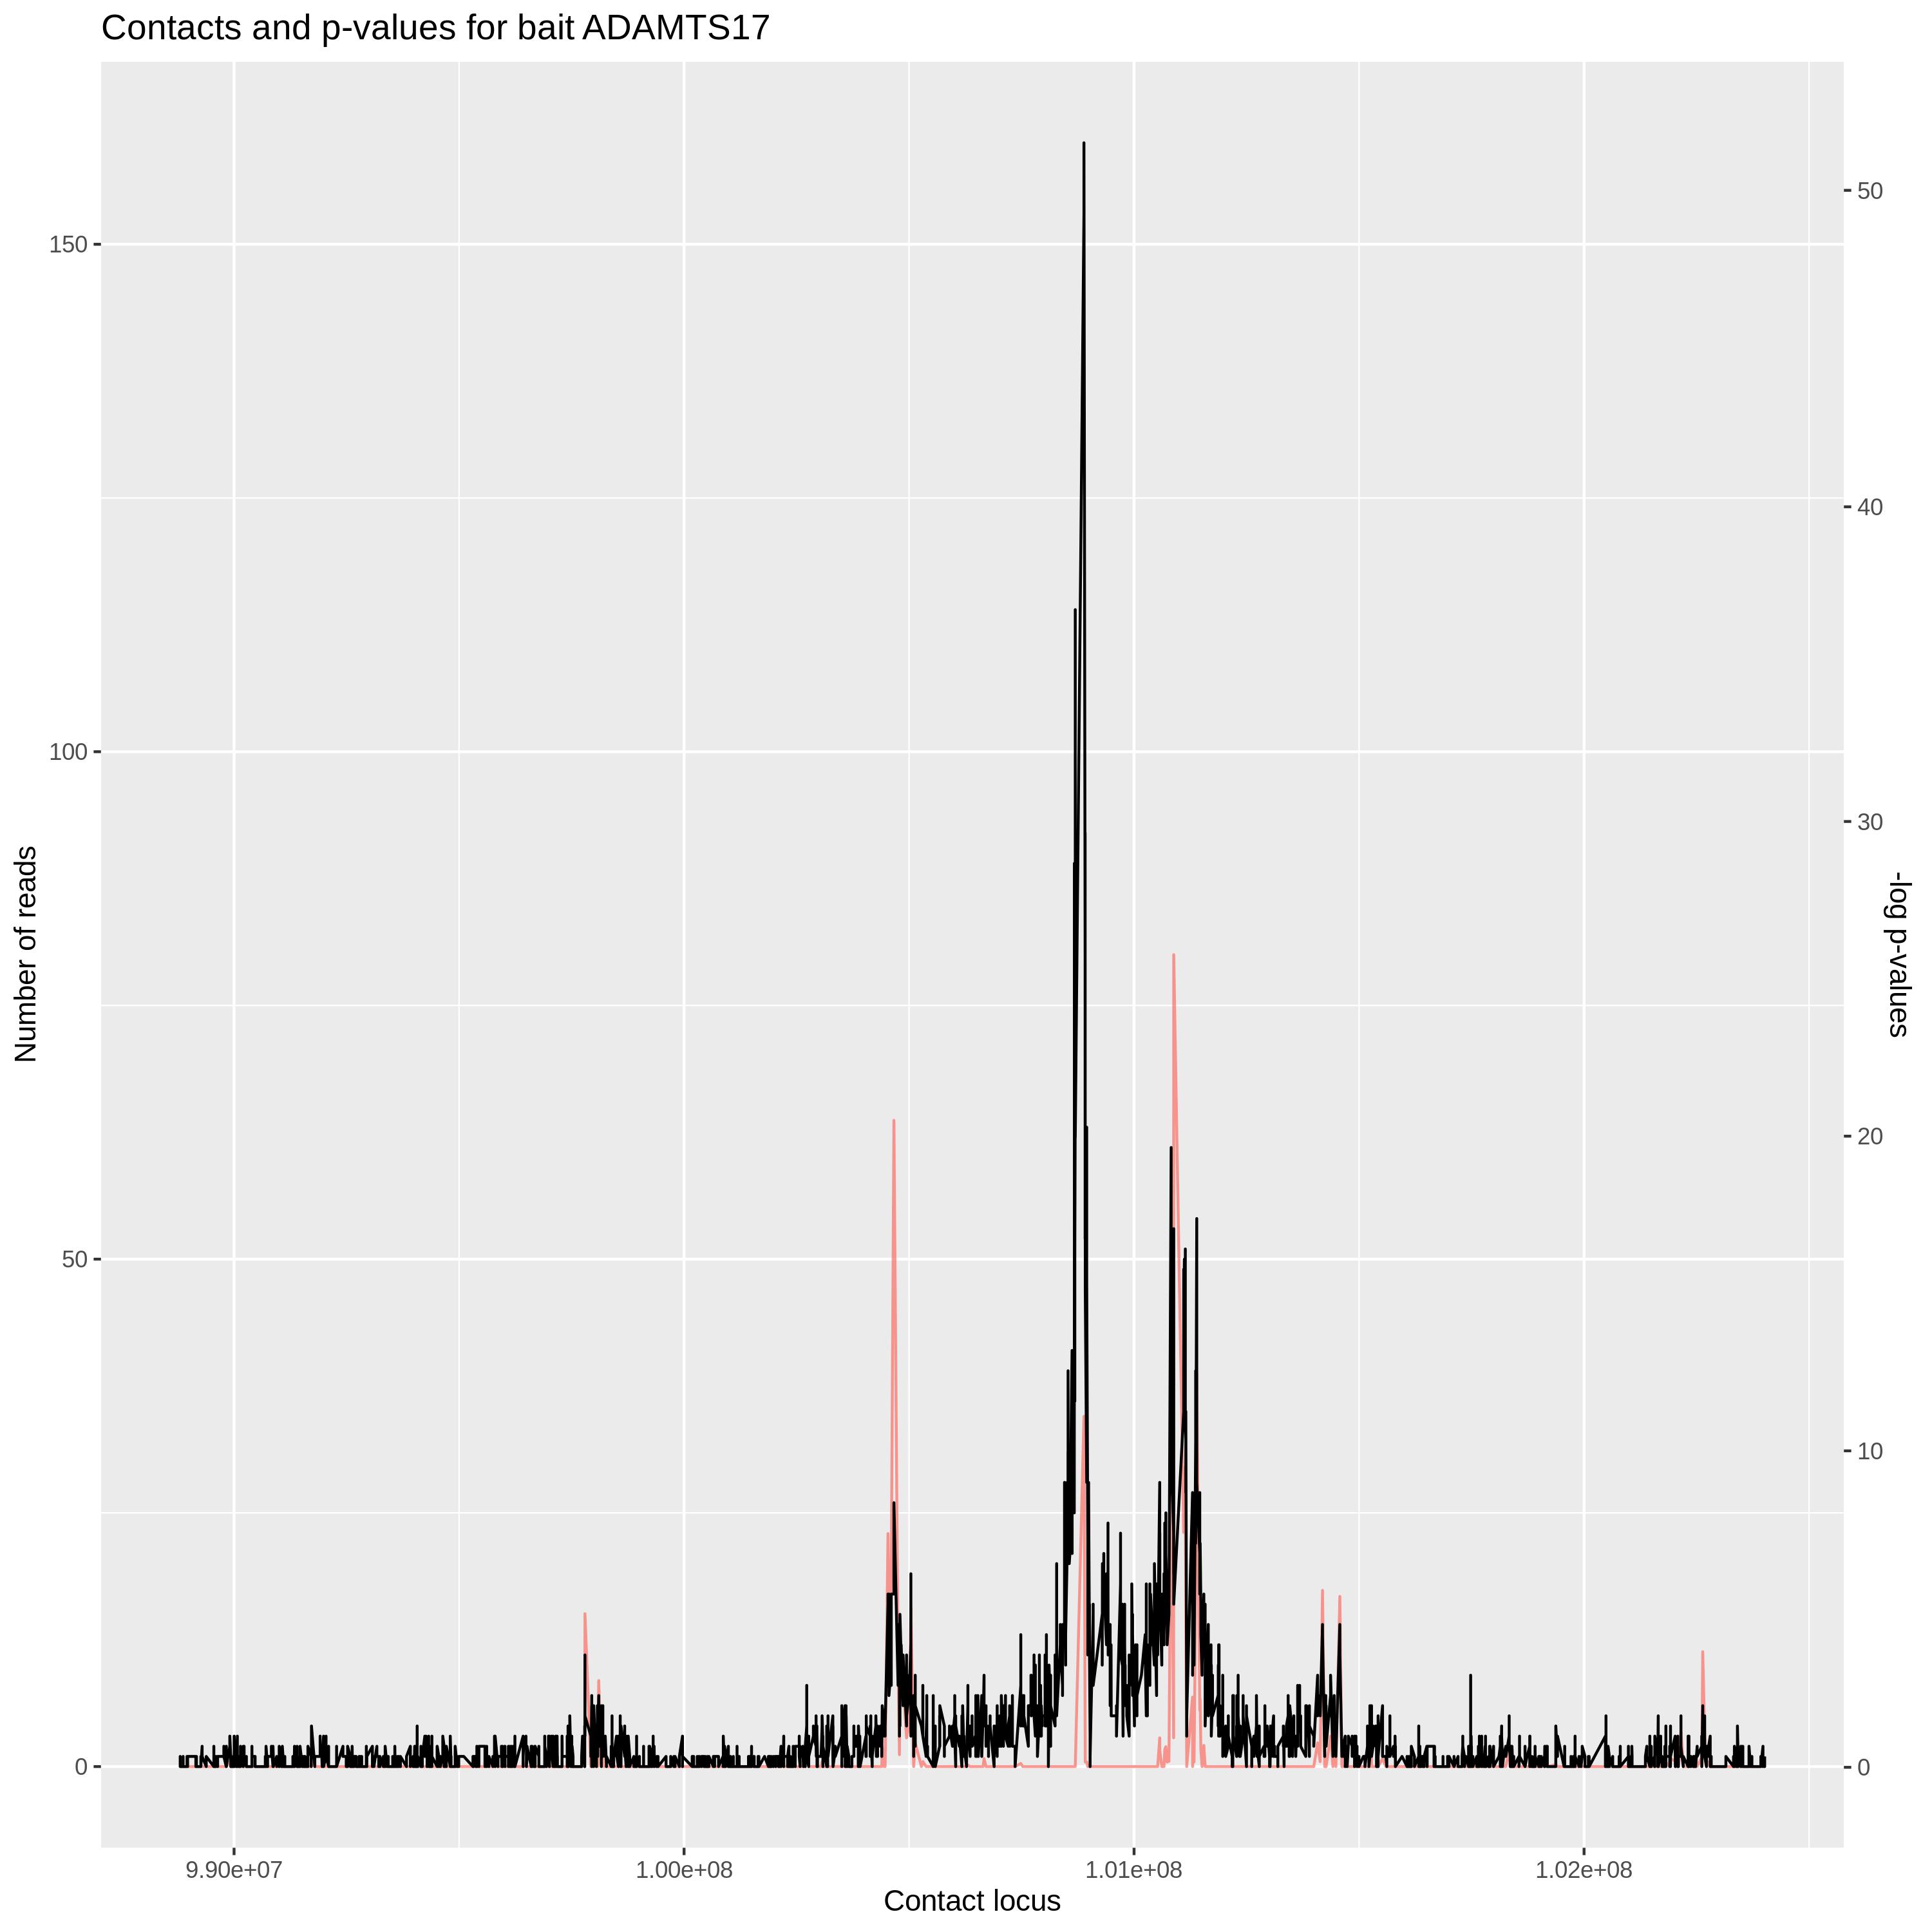 Contacts and p-values for bait ADAMTS17
Number of reads
150
100
50
0
50
40
30
20
10
0
-log p-values
9.90e+07
1.00e+08
1.01e+08
1.02e+08
Contact locus